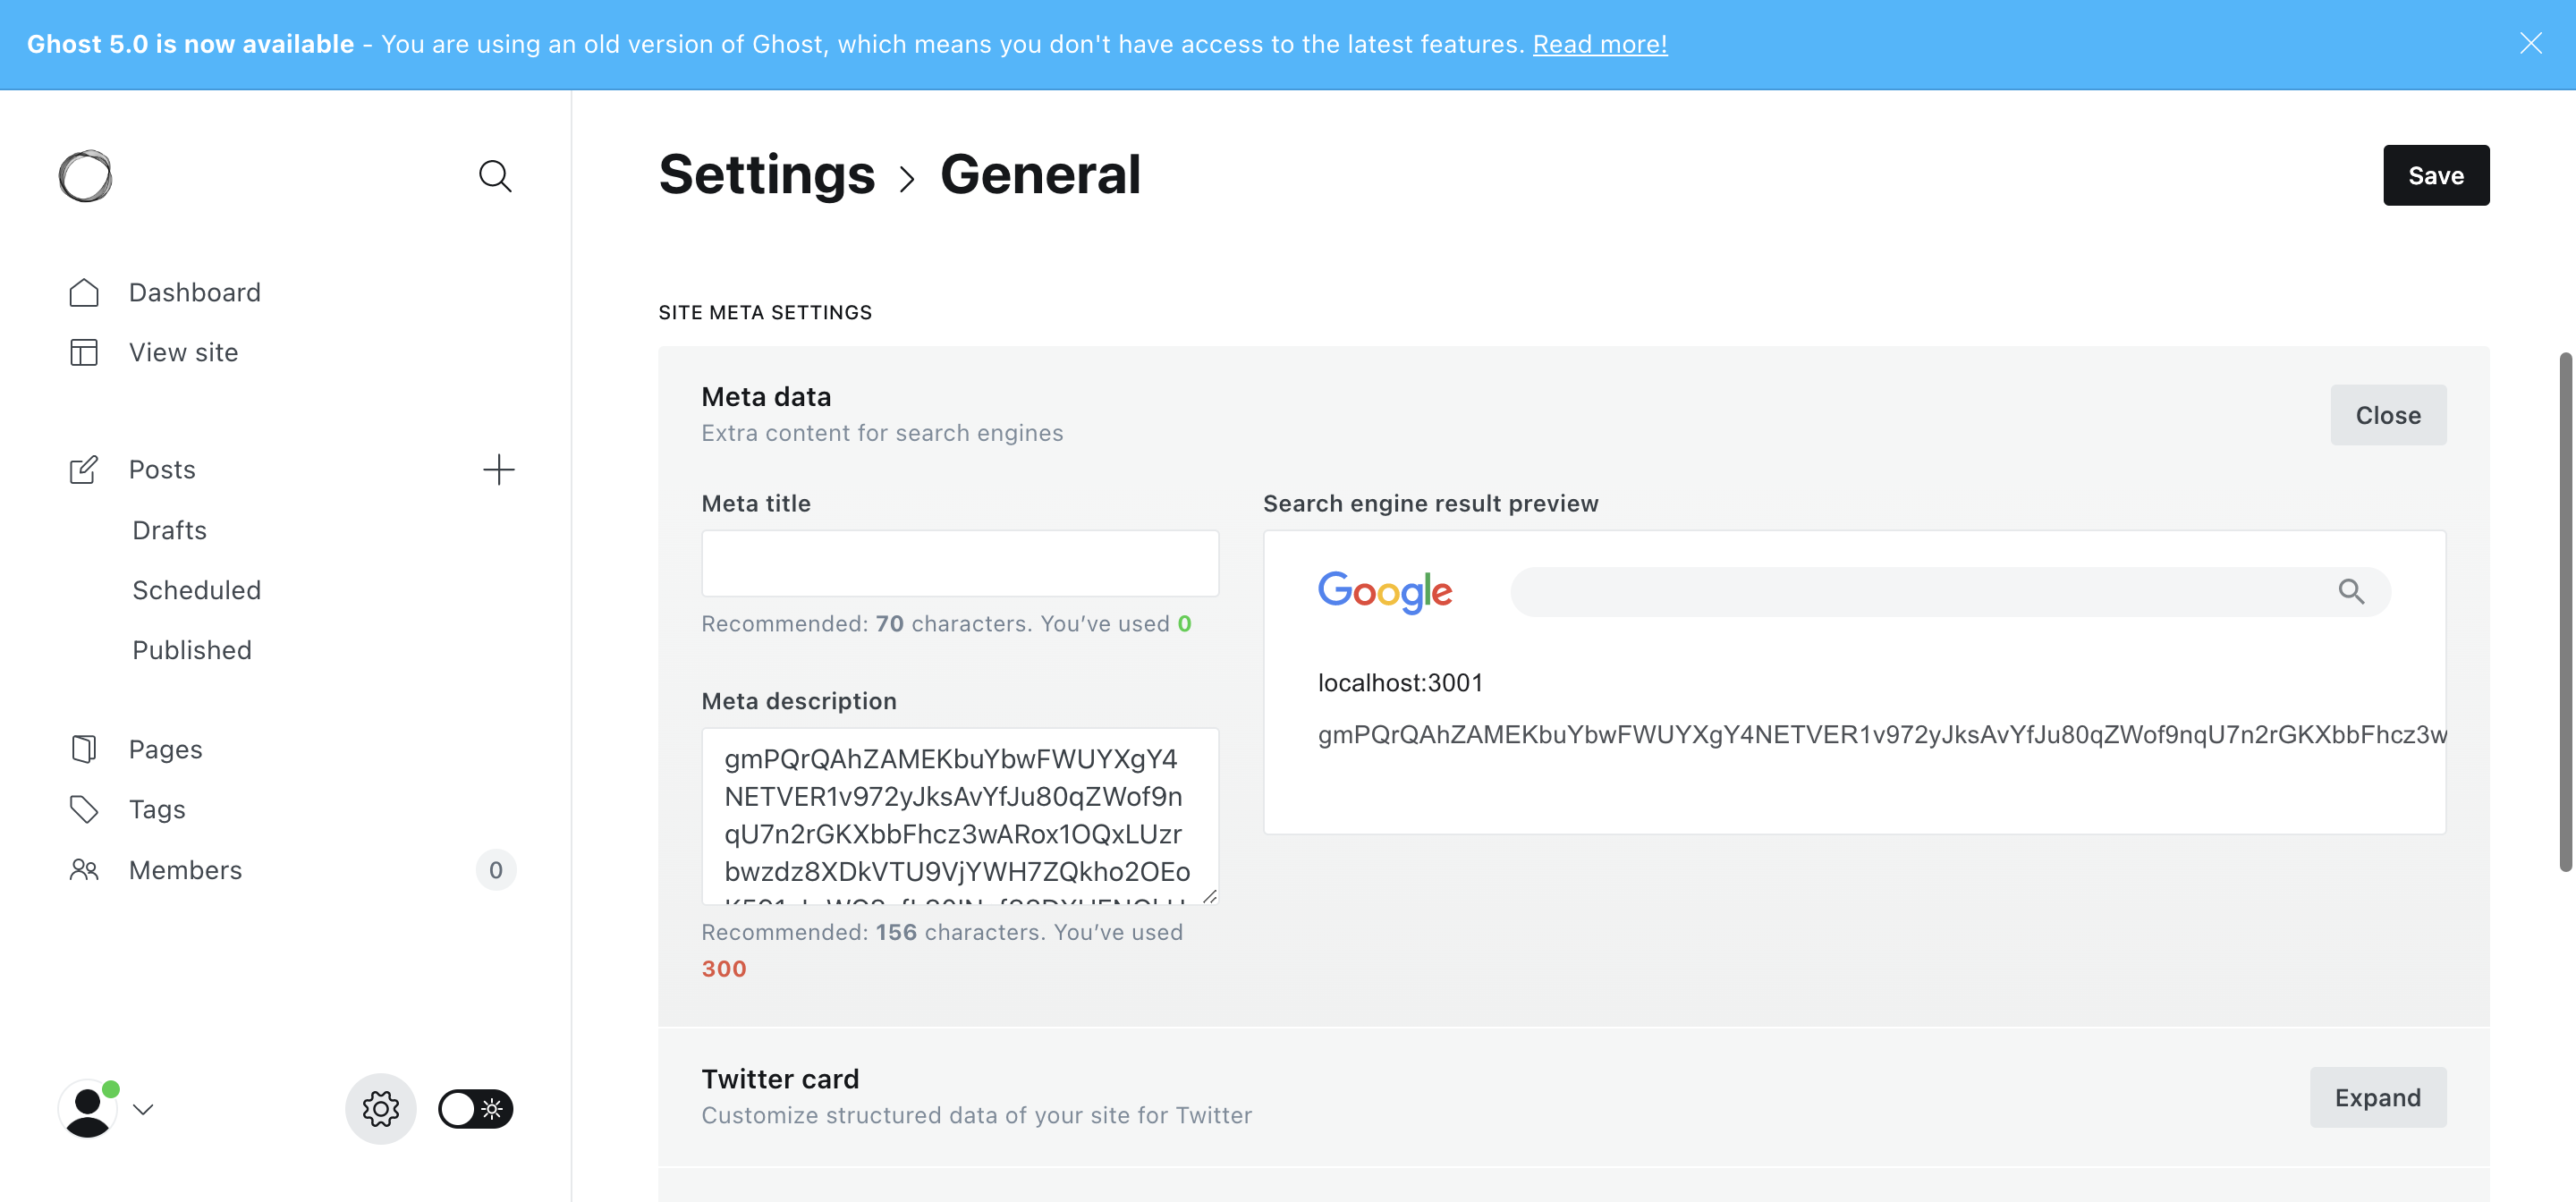 Ghost 5.0 is now available - You are using an old version of Ghost, which means you don't have access to the latest features. Read more!
Settings › General
Save
Dashboard
View site
Posts
Drafts
Scheduled
Published
Pages
Tags
Members
0
SITE META SETTINGS
Meta data
Extra content for search engines
Close
Meta title
Recommended: 70 characters. You’ve used 0
Meta description
gmPQrQAhZAMEKbuYbwFWUYXgY4
NETVER1v972yJksAvYfJu80qZWof9n
qU7n2rGKXbbFhcz3wARox1OQxLUzr
bwzdz8XDkVTU9VjYWH7ZQkho2OEo
Recommended: 156 characters. You’ve used
300
Search engine result preview
Google
localhost:3001
gmPQrQAhZAMEKbuYbwFWUYXgY4NETVER1v972yJksAvYfJu80qZWof9nqU7n2rGKXbbFhcz3w
Twitter card
Customize structured data of your site for Twitter
Expand